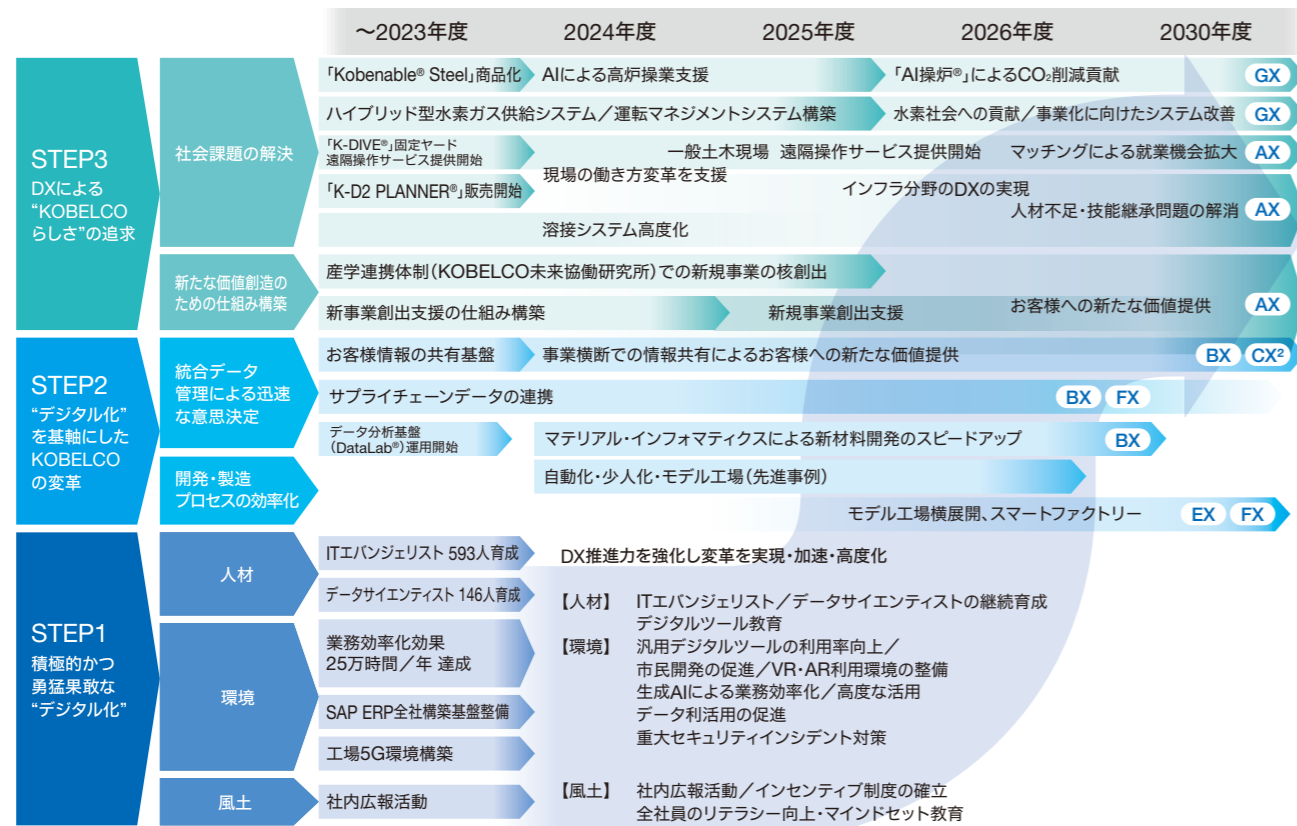 ～2023年度
2024年度
2025年度
2026年度
2030年度
STEP3
DXによる
“KOBELCO
らしさ”の追求
社会課題の解決
「Kobenable® Steel」商品化
AIによる高炉操業支援
「AI操炉®」によるCO₂削減貢献
GX
ハイブリッド型水素ガス供給システム／運転マネジメントシステム構築
水素社会への貢献／事業化に向けたシステム改善
GX
「K-DIVE®」固定ヤード
遠隔操作サービス提供開始
一般土木現場 遠隔操作サービス提供開始
マッチングによる就業機会拡大
AX
現場の働き方変革を支援
「K-D2 PLANNER®」販売開始
インフラ分野のDXの実現
人材不足・技能継承問題の解消
AX
溶接システム高度化
新たな価値創造の
ための仕組み構築
産学連携体制（KOBELCO未来協働研究所）での新規事業の核創出
新事業創出支援の仕組み構築
新規事業創出支援
お客様への新たな価値提供
AX
STEP2
“デジタル化”
を基軸にした
KOBELCO
の変革
統合データ
管理による迅速
な意思決定
お客様情報の共有基盤
事業横断での情報共有によるお客様への新たな価値提供
BX
CX²
サプライチェーンデータの連携
BX
FX
データ分析基盤
（DataLab®）運用開始
マテリアル・インフォマティクスによる新材料開発のスピードアップ
BX
開発・製造
プロセスの効率化
自動化・少人化・モデル工場（先進事例）
モデル工場横展開、スマートファクトリー
EX
FX
STEP1
積極的かつ
勇猛果敢な
“デジタル化”
人材
ITエバンジェリスト 593人育成
データサイエンティスト 146人育成
環境
業務効率化効果
25万時間／年 達成
SAP ERP全社構築基盤整備
工場5G環境構築
風土
社内広報活動
DX推進力を強化し変革を実現・加速・高度化
【人材】 ITエバンジェリスト／データサイエンティストの継続育成
デジタルツール教育
【環境】 汎用デジタルツールの利用率向上／
市民開発の促進／VR・AR利用環境の整備
生成AIによる業務効率化／高度な活用
データ利活用の促進
重大セキュリティインシデント対策
【風土】 社内広報活動／インセンティブ制度の確立
全社員のリテラシー向上・マインドセット教育